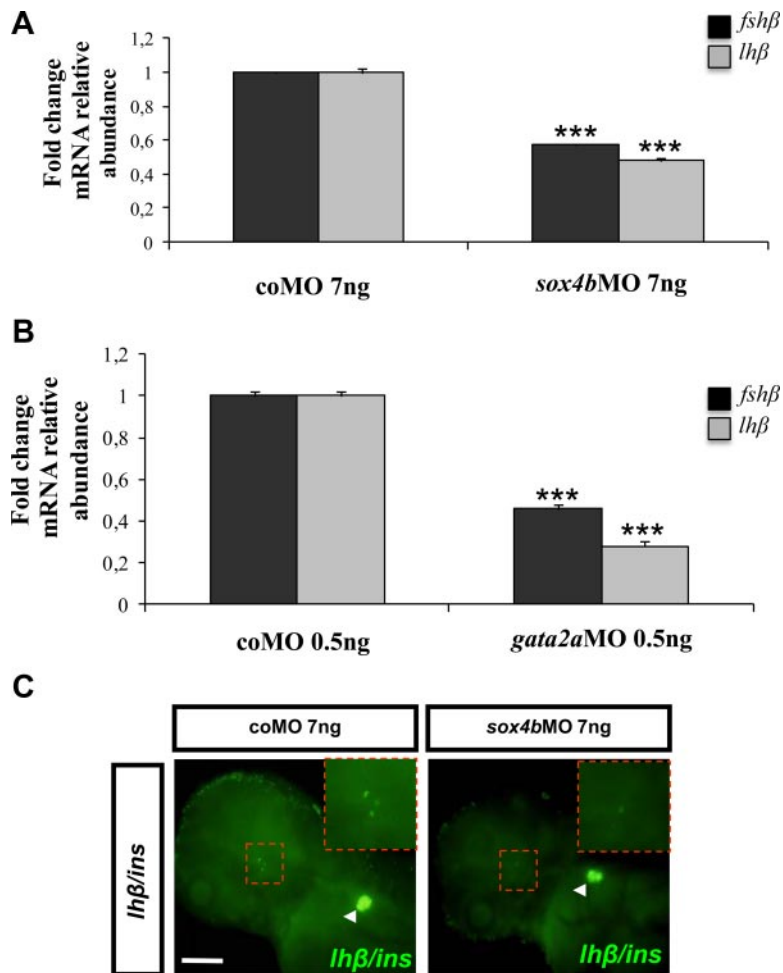 A
fshβ
lhβ
Fold change
mRNA relative
abundance
1,2
1
0,8
0,6
0,4
0,2
0
***
***
coMO 7ng
sox4bMO 7ng
B
fshβ
lhβ
Fold change
mRNA relative
abundance
1,2
1
0,8
0,6
0,4
0,2
0
***
***
coMO 0.5ng
gata2aMO 0.5ng
C
coMO 7ng
sox4bMO 7ng
lhβ/ins
lhβ/ins
lhβ/ins